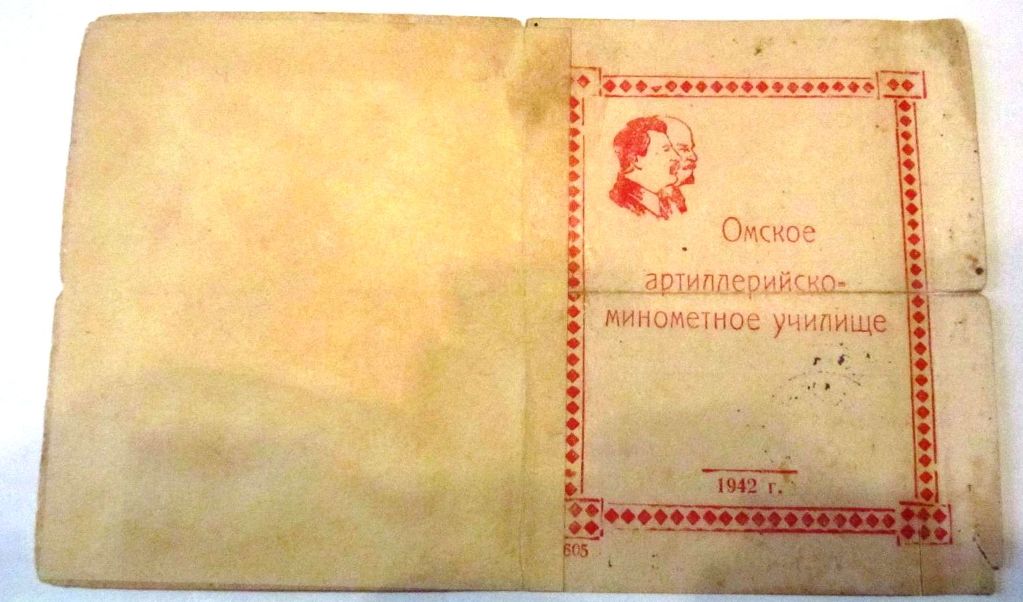 Омское
артиллерийско-
минометное училище
1942 г.
605